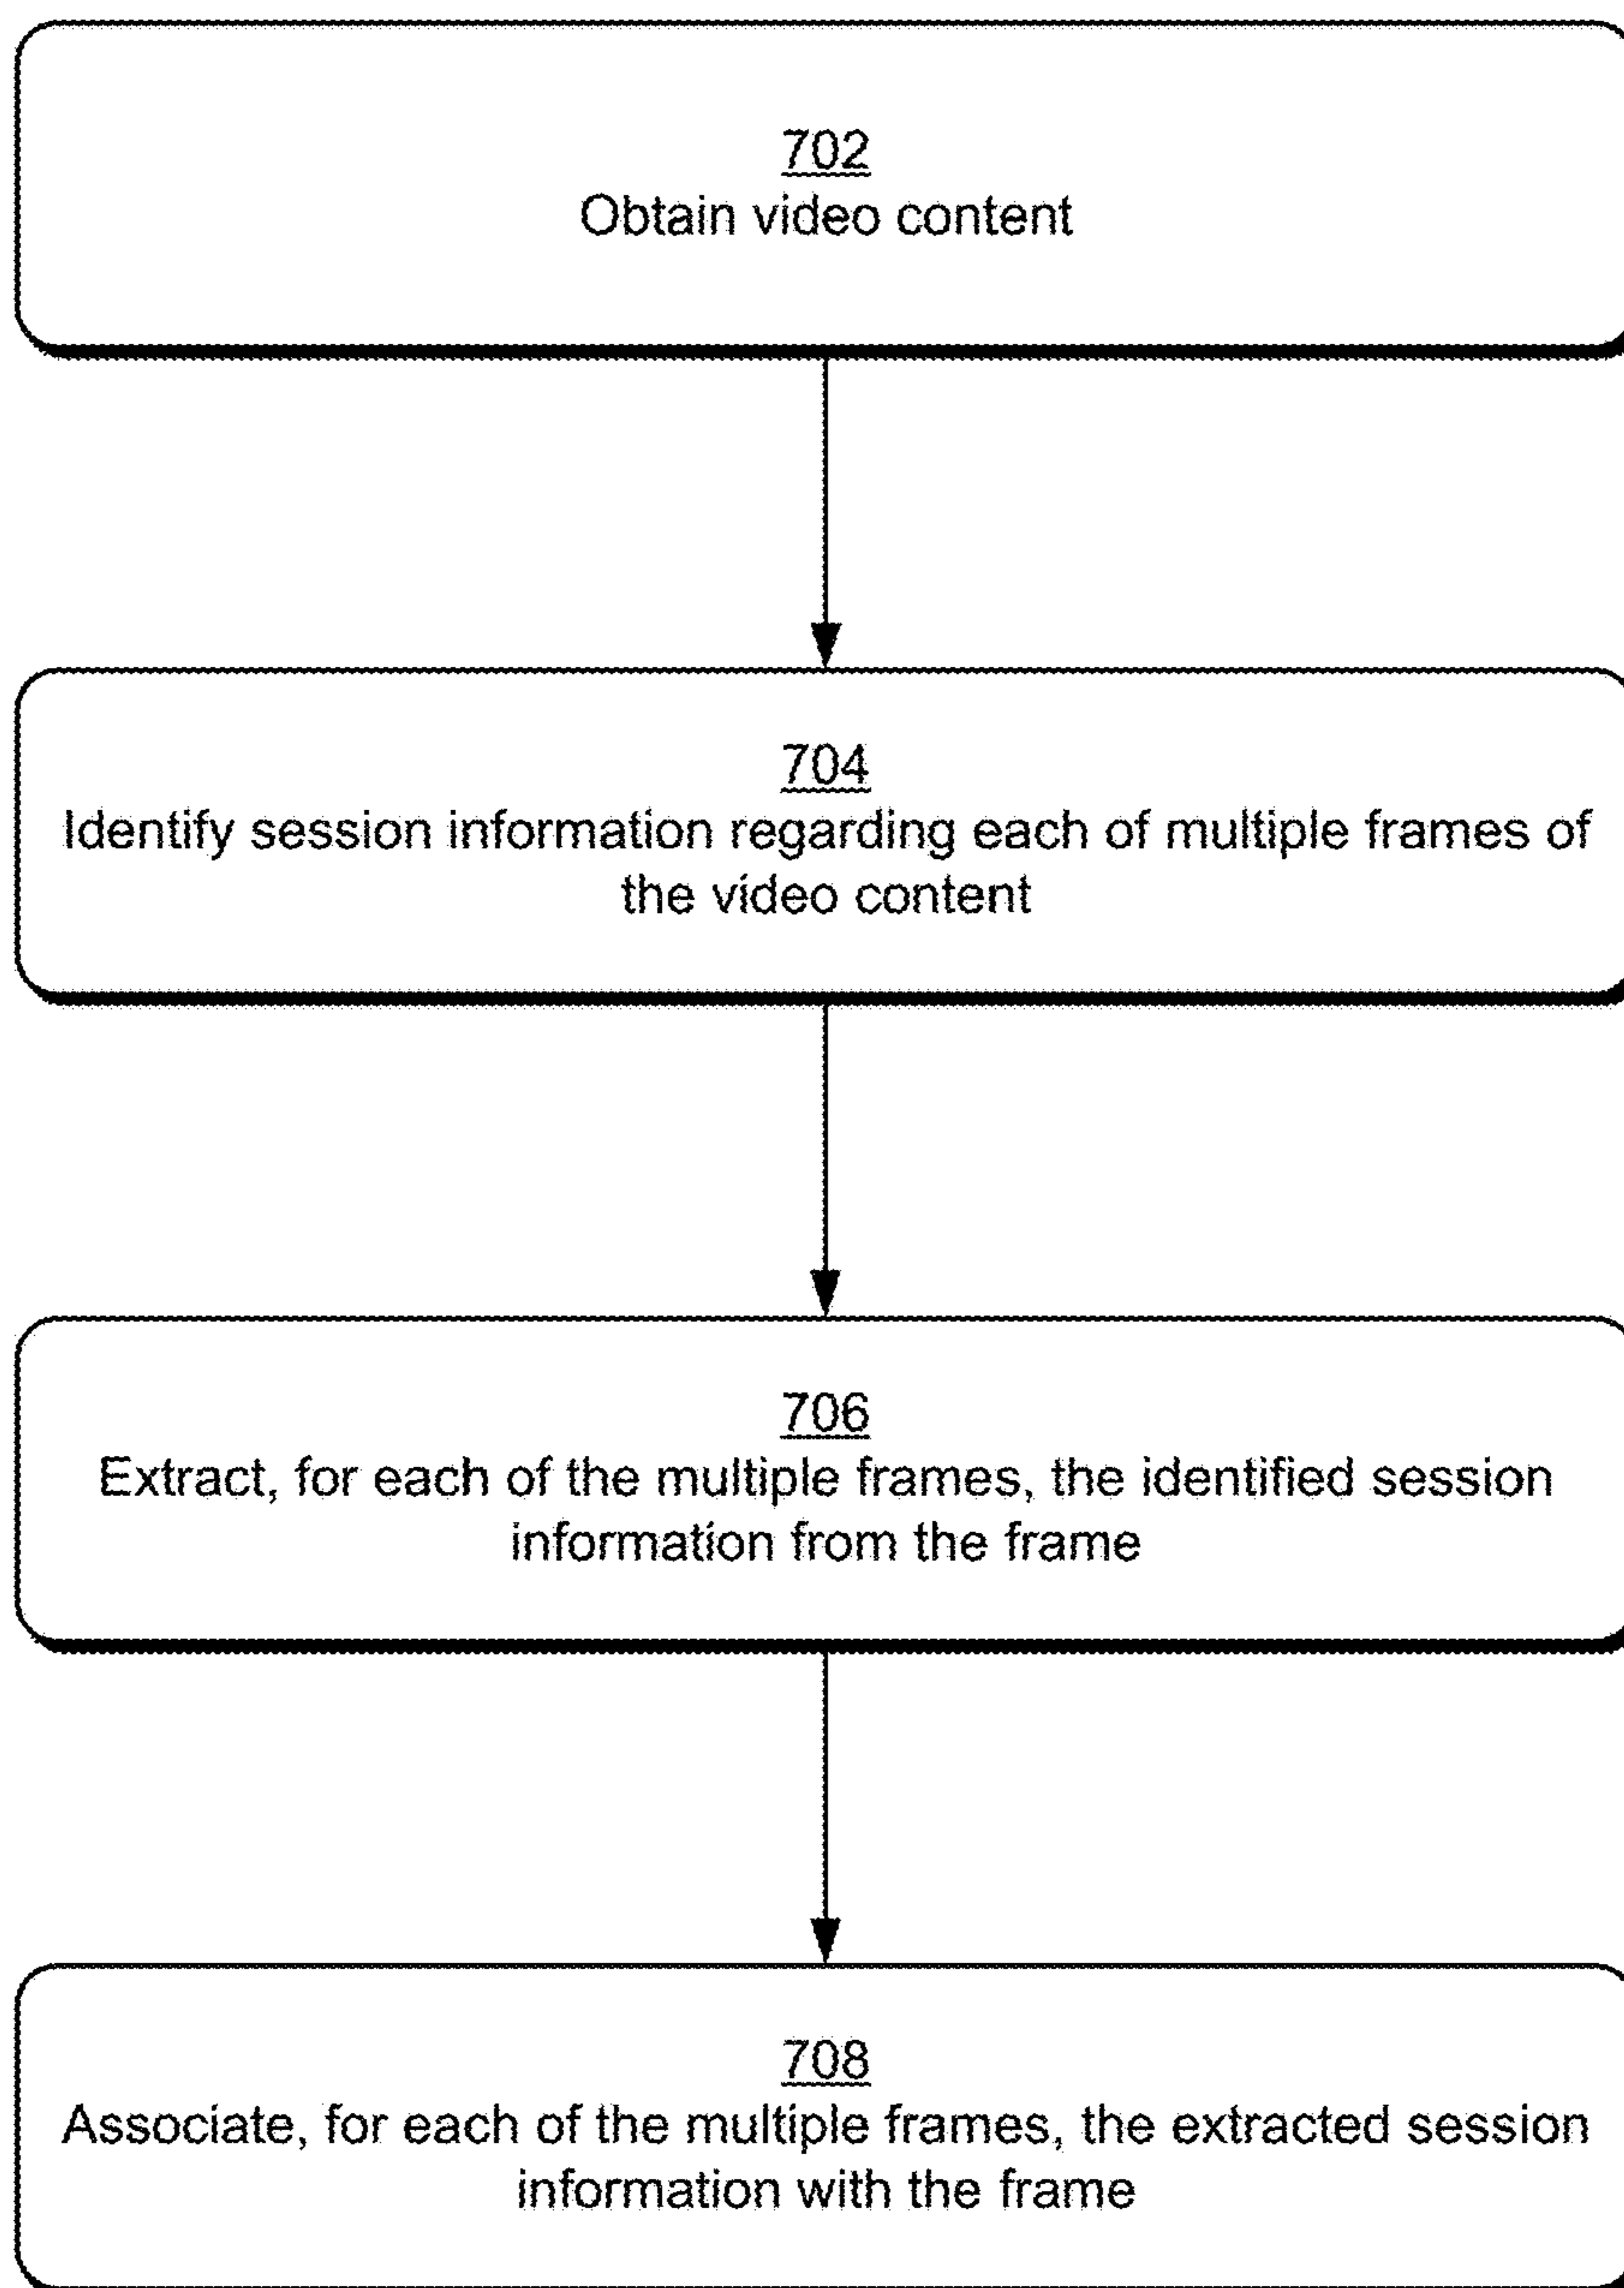 702
Obtain video content
704
Identify session information regarding each of multiple frames of
the video content
706
Extract, for each of the multiple frames, the identified session
information from the frame
708
Associate, for each of the multiple frames, the extracted session
information with the frame